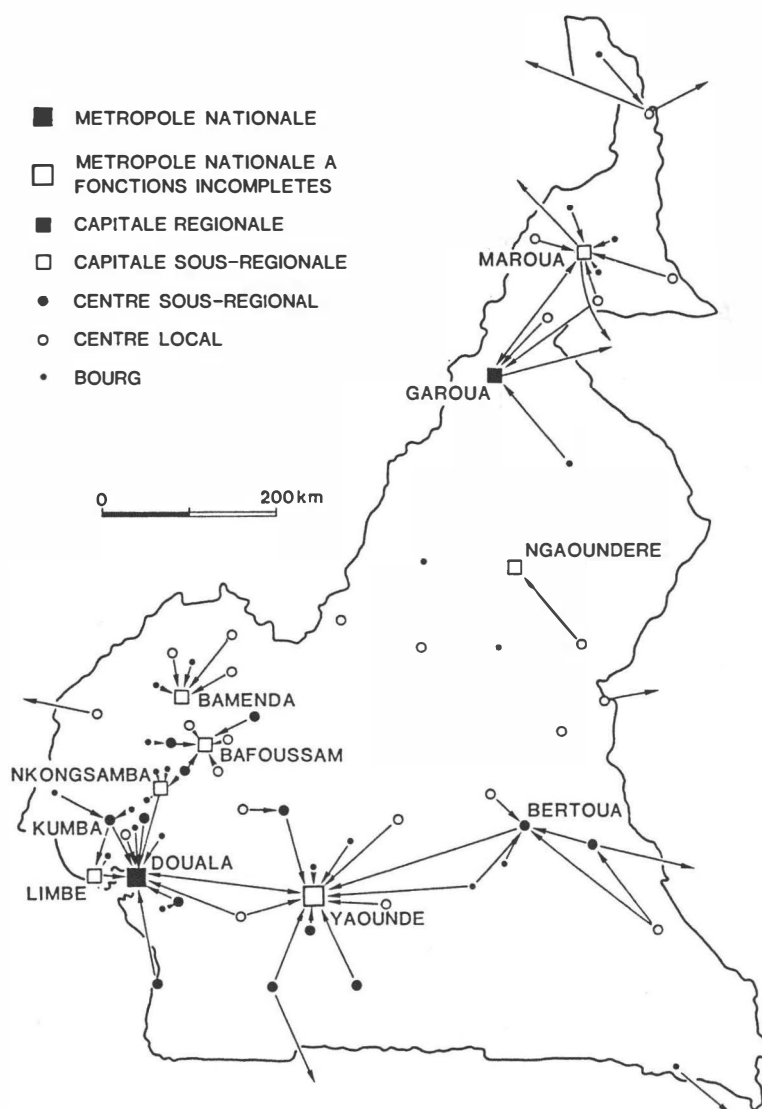 METROPOLE NATIONALE
METROPOLE NATIONALE A
FONCTIONS INCOMPLETES
CAPITALE REGIONALE
CAPITALE SOUS-REGIONALE
CENTRE SOUS-REGIONAL
CENTRE LOCAL
BOURG
0 200km
MAROUA
GAROUA
NGAOUNDERE
BAMENDA
BAFOUSSAM
NKONGSAMBA
KUMBA
BERTOUA
DOUALA
LIMBE
YAOUNDE